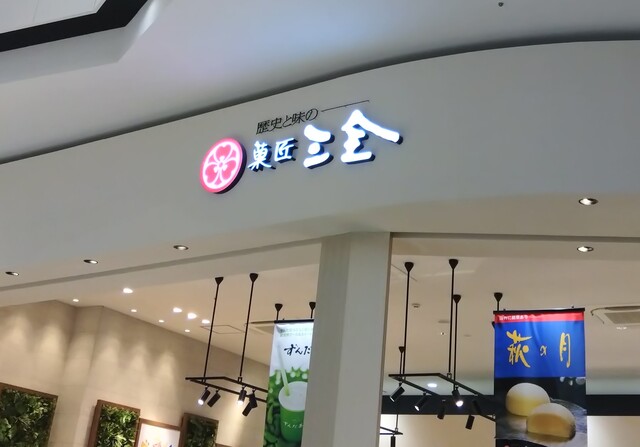 歴史と味の
菓匠三全
ずんだ
萩の月